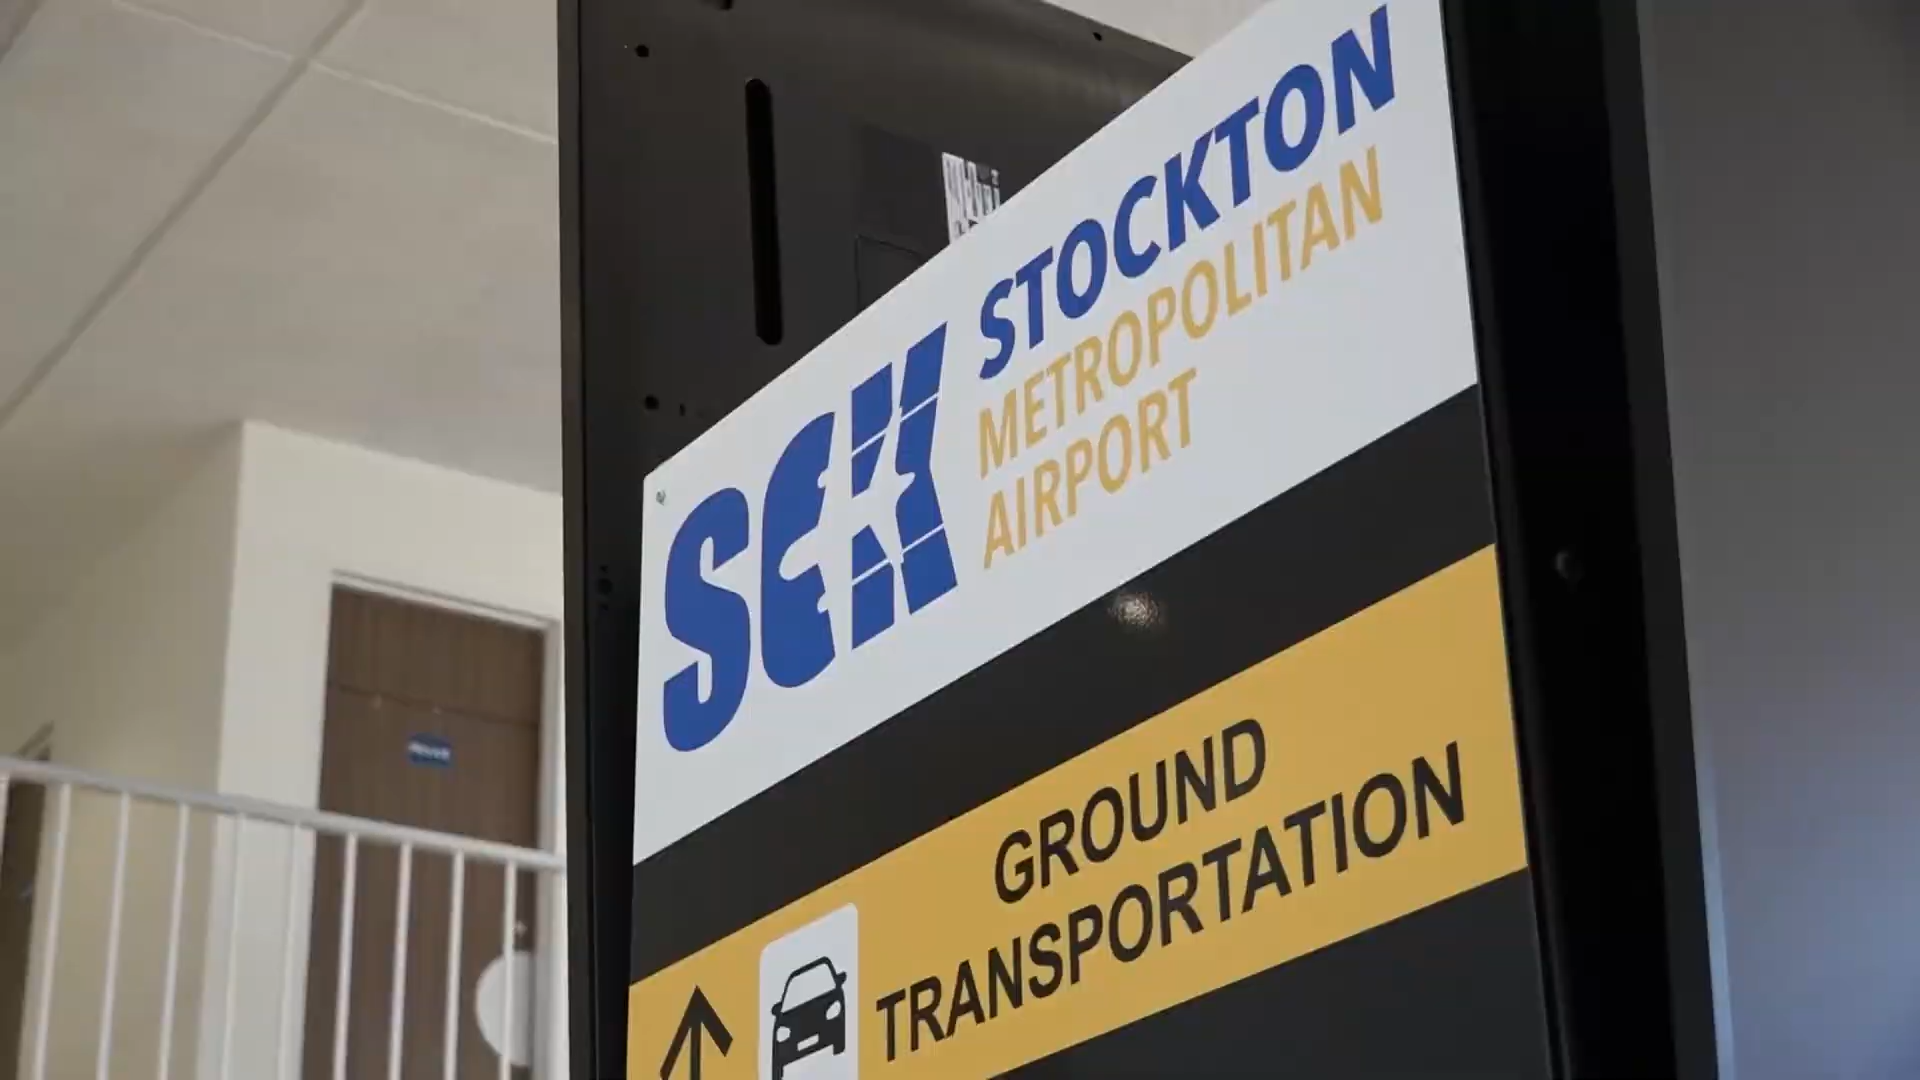 SCK
STOCKTON
METROPOLITAN
AIRPORT
GROUND
TRANSPORTATION